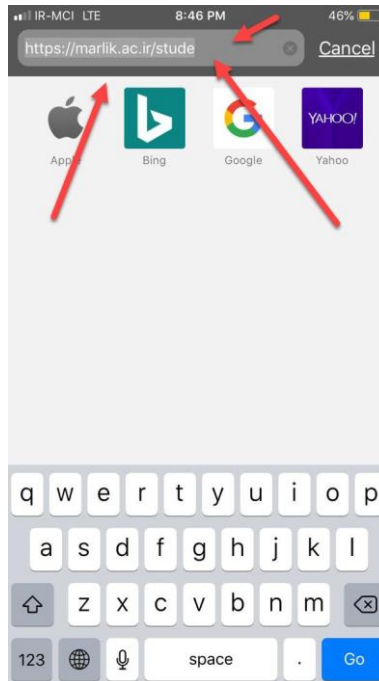 IR-MCI LTE 8:46 PM 46%
https://marlik.ac.ir/stude Cancel
YAHOO!
Apple Bing Google Yahoo
q w e r t y u i o p
a s d f g h j k l
z x c v b n m
123 space . Go